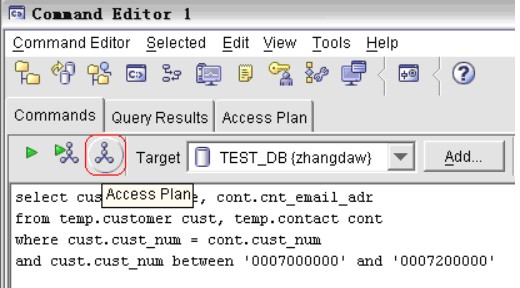 Command Editor 1
Command Editor Selected Edit View Tools Help
Commands Query Results Access Plan
Target TEST_DB {zhangdaw} Add...
Access Plan
select cus e, cont.cnt_email_adr
from temp.customer cust, temp.contact cont
where cust.cust_num = cont.cust_num
and cust.cust_num between '0007000000' and '0007200000'